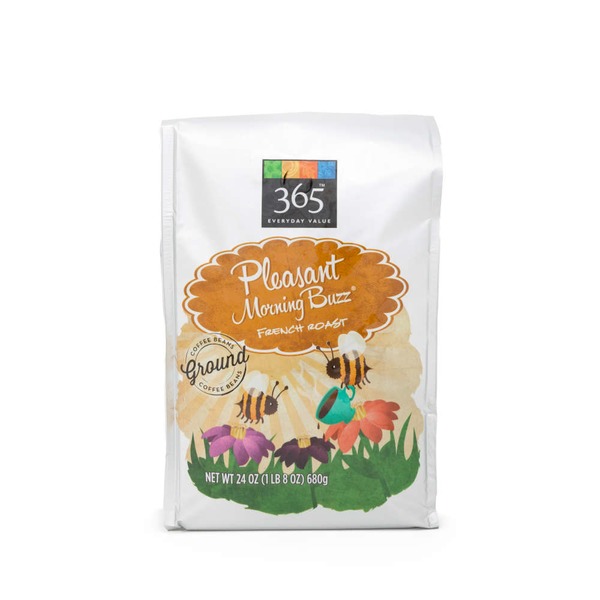 365™
EVERYDAY VALUE
Pleasant
Morning Buzz®
FRENCH ROAST
COFFEE BEANS
Ground
COFFEE BEANS
NET WT 24 OZ (1 LB 8 OZ) 680g